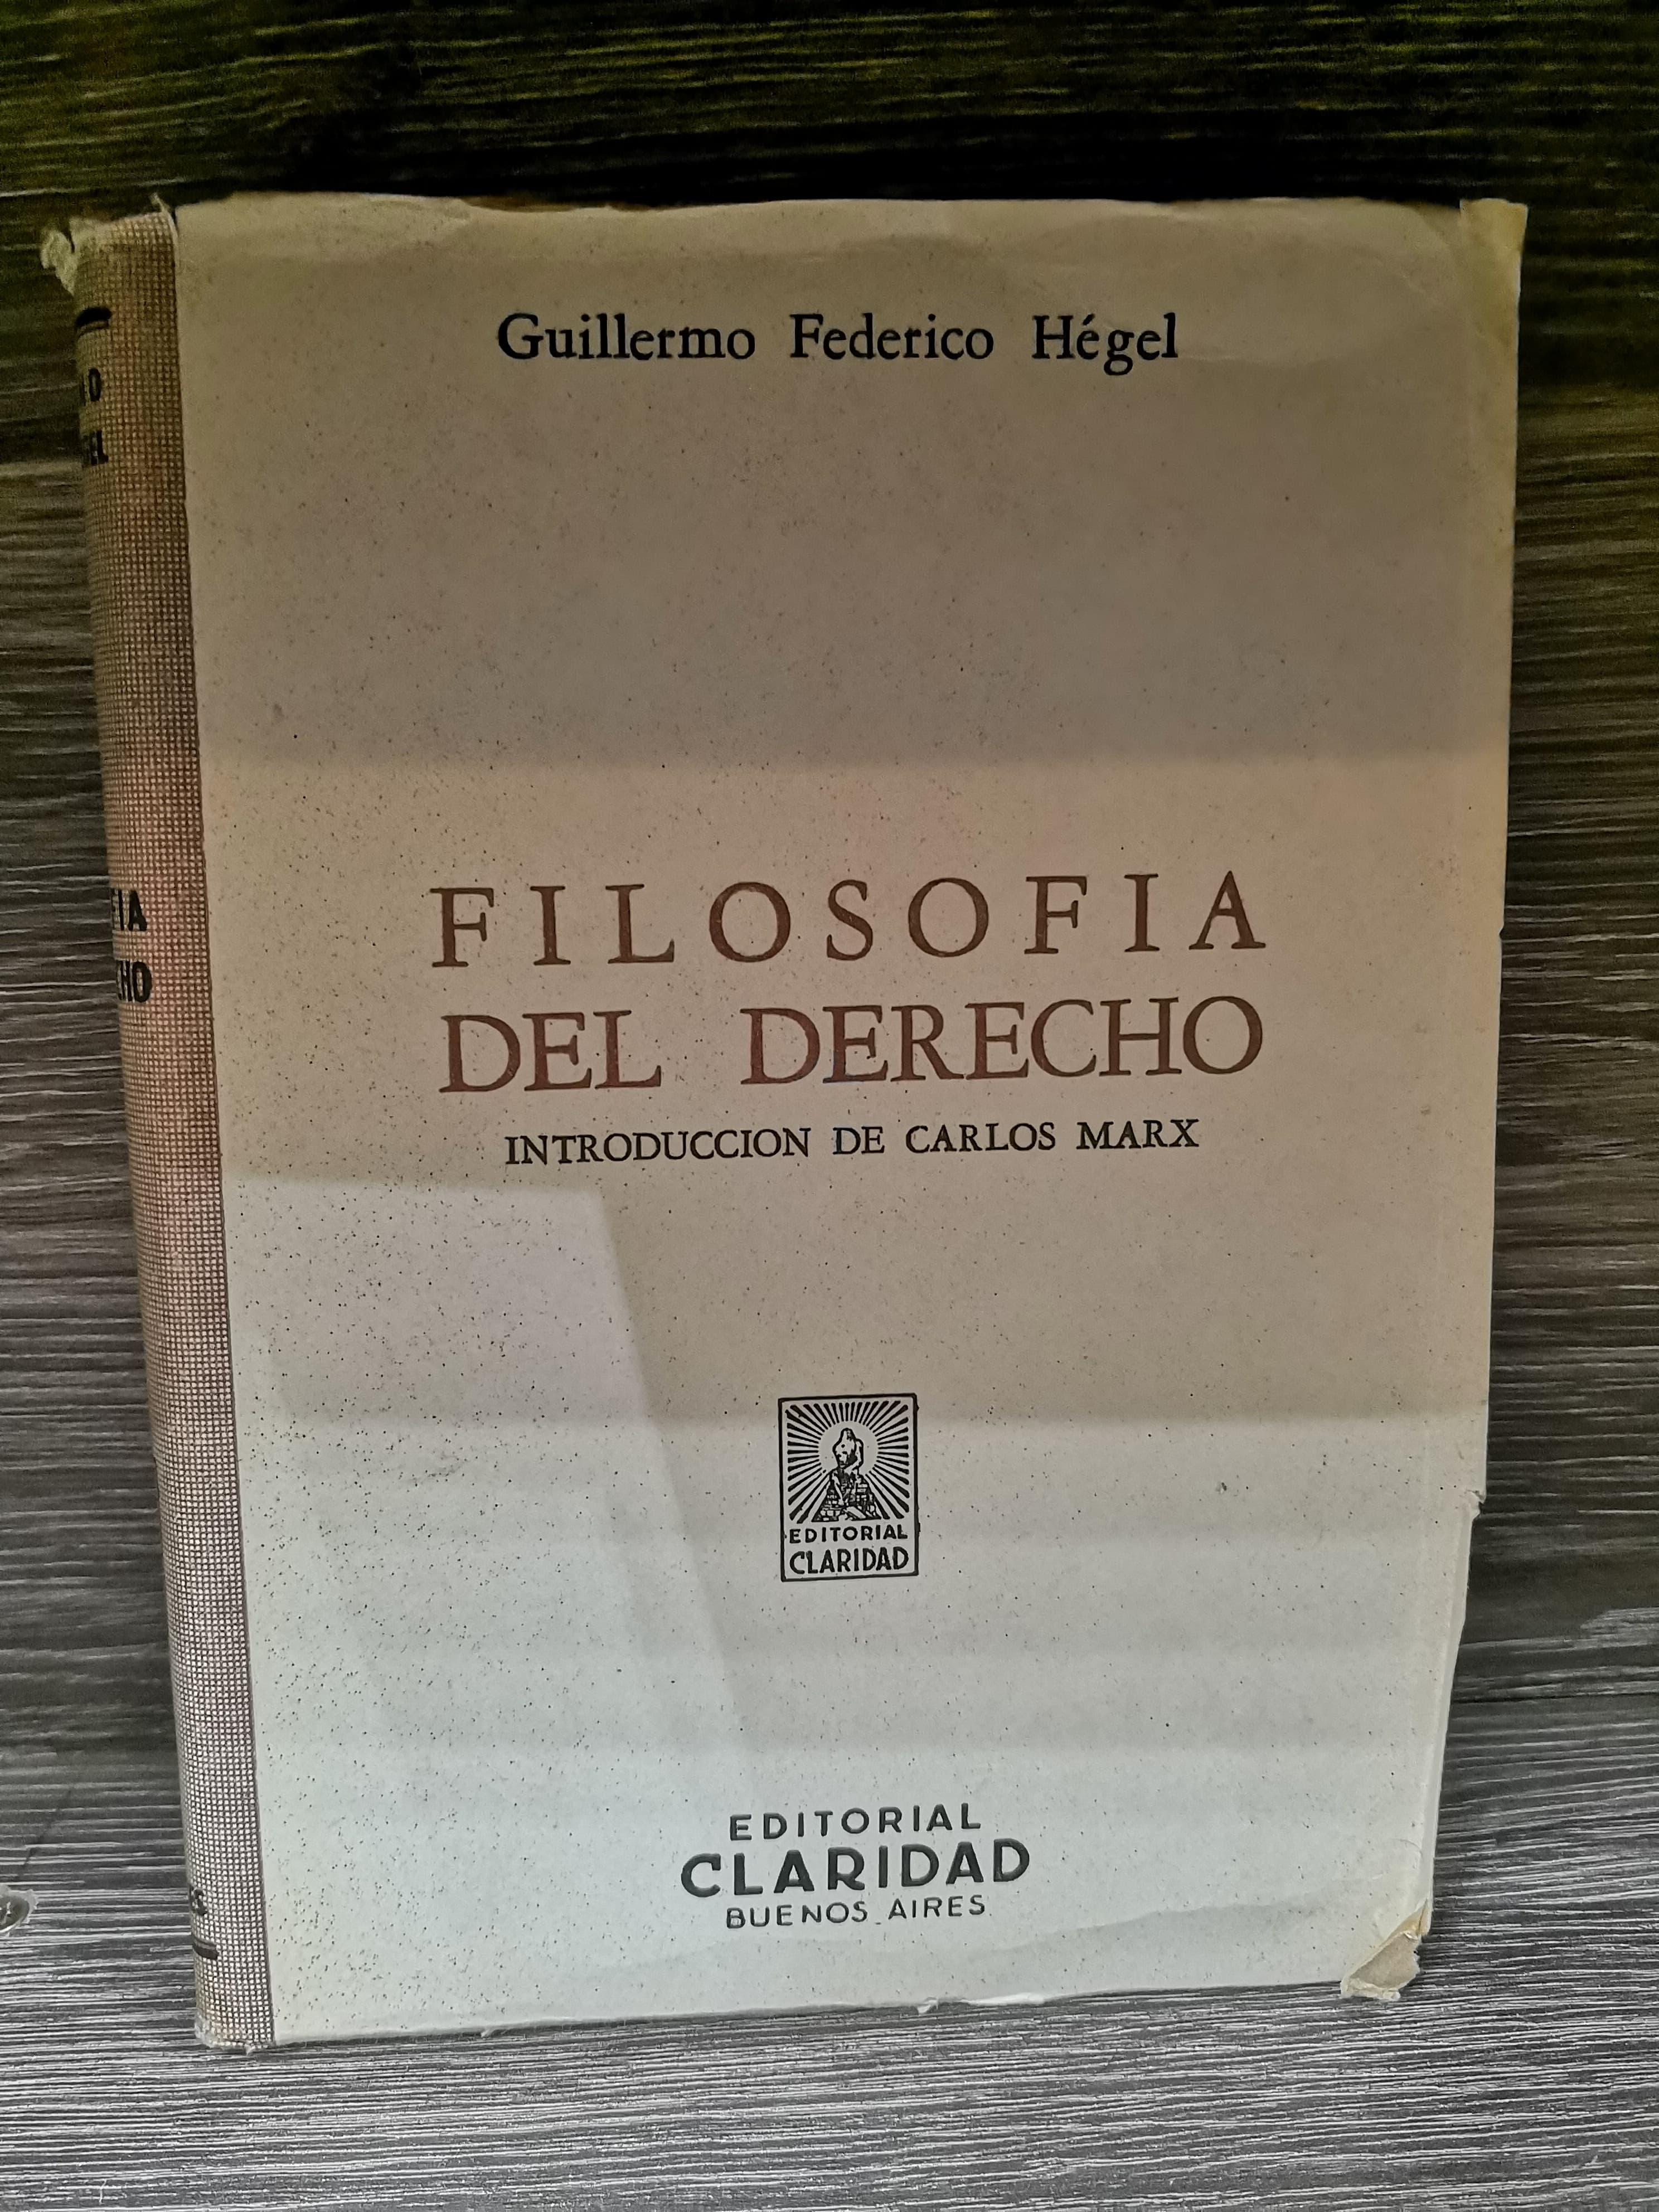 Guillermo Federico Hégel
FILOSOFIA
DEL DERECHO
INTRODUCCION DE CARLOS MARX
EDITORIAL
CLARIDAD
EDITORIAL
CLARIDAD
BUENOS AIRES